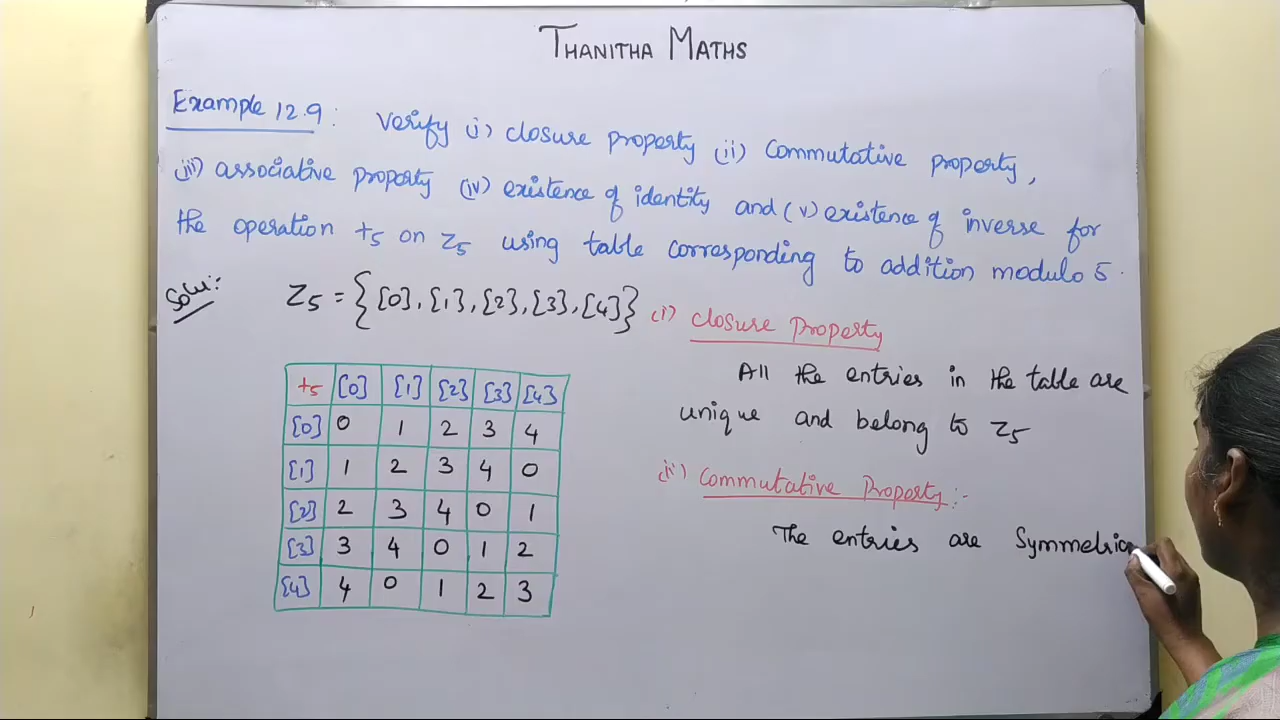 THANITHA MATHS
Example 12.9: Verify (i) closure property (ii) Commutative property,
(iii) associative property (iv) existence of identity and (v) existence of inverse for
the operation +₅ on Z₅ using table corresponding to addition modulo 5.
Soln:
Z₅ = {[0], [1], [2], [3], [4]}
+₅ [0] [1] [2] [3] [4]
[0] 0 1 2 3 4
[1] 1 2 3 4 0
[2] 2 3 4 0 1
[3] 3 4 0 1 2
[4] 4 0 1 2 3
(i) closure Property
All the entries in the table are
unique and belong to Z₅
(ii) Commutative Property:-
The entries are Symmetric